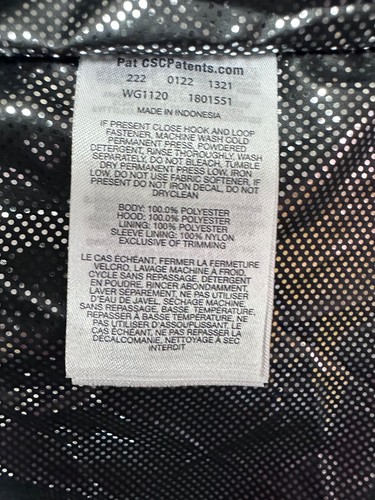 Pat CSCPatents.com
222 0122 1321
WG1120 1801551
MADE IN INDONESIA
IF PRESENT CLOSE HOOK AND LOOP
FASTENER, MACHINE WASH COLD
PERMANENT PRESS, POWDERED
DETERGENT, RINSE THOROUGHLY, WASH
SEPARATELY, DO NOT BLEACH, TUMBLE
DRY PERMANENT PRESS LOW, IRON
LOW, DO NOT USE FABRIC SOFTENER, IF
PRESENT DO NOT IRON DECAL, DO NOT
DRYCLEAN
BODY: 100.0% POLYESTER
HOOD: 100.0% POLYESTER
LINING: 100% POLYESTER
SLEEVE LINING: 100% NYLON
EXCLUSIVE OF TRIMMING
LE CAS ÉCHÉANT, FERMER LA FERMETURE
VELCRO, LAVAGE MACHINE À FROID,
CYCLE SANS REPASSAGE, DÉTERGENT
EN POUDRE, RINCER ABONDAMMENT,
LAVER SÉPARÉMENT, NE PAS UTILISER
D'EAU DE JAVEL, SÉCHAGE MACHINE
SANS REPASSAGE, BASSE TEMPÉRATURE,
REPASSER À BASSE TEMPÉRATURE, NE
PAS UTILISER D'ASSOUPLISSANT, LE
CAS ÉCHÉANT, NE PAS REPASSER LA
DÉCALCOMANIE, NETTOYAGE À SEC
INTERDIT